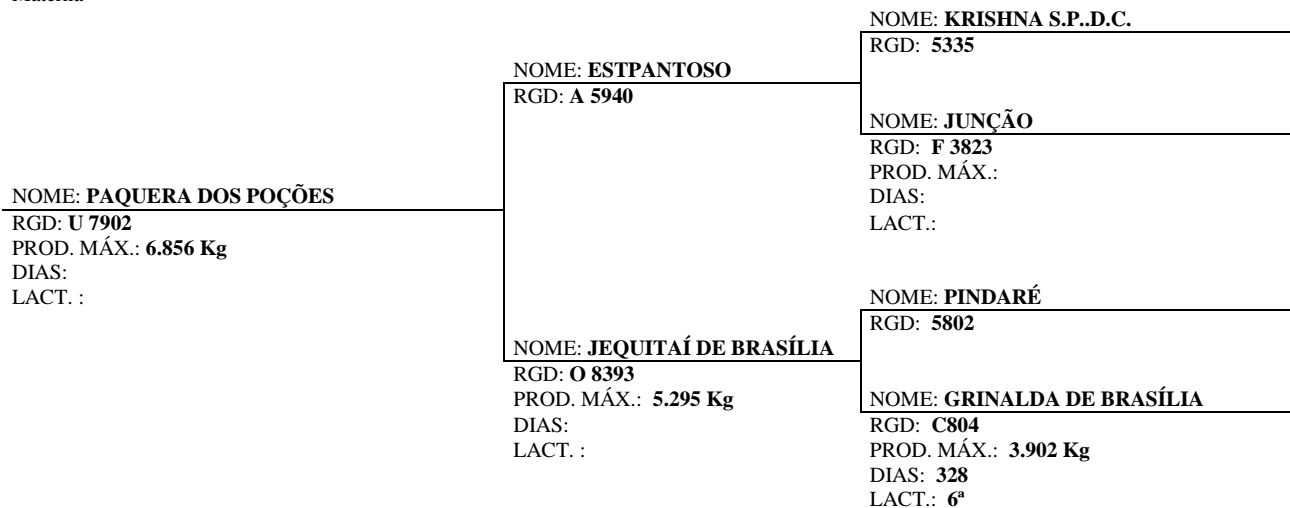 NOME: KRISHNA S.P..D.C.
RGD: 5335
NOME: ESTPANTOSO
RGD: A 5940
NOME: JUNÇÃO
RGD: F 3823
PROD. MÁX.:
DIAS:
LACT.:
NOME: PAQUERA DOS POÇÕES
RGD: U 7902
PROD. MÁX.: 6.856 Kg
DIAS:
LACT. :
NOME: PINDARÉ
RGD: 5802
NOME: JEQUITAÍ DE BRASÍLIA
RGD: O 8393
PROD. MÁX.: 5.295 Kg
DIAS:
LACT. :
NOME: GRINALDA DE BRASÍLIA
RGD: C804
PROD. MÁX.: 3.902 Kg
DIAS: 328
LACT.: 6ª